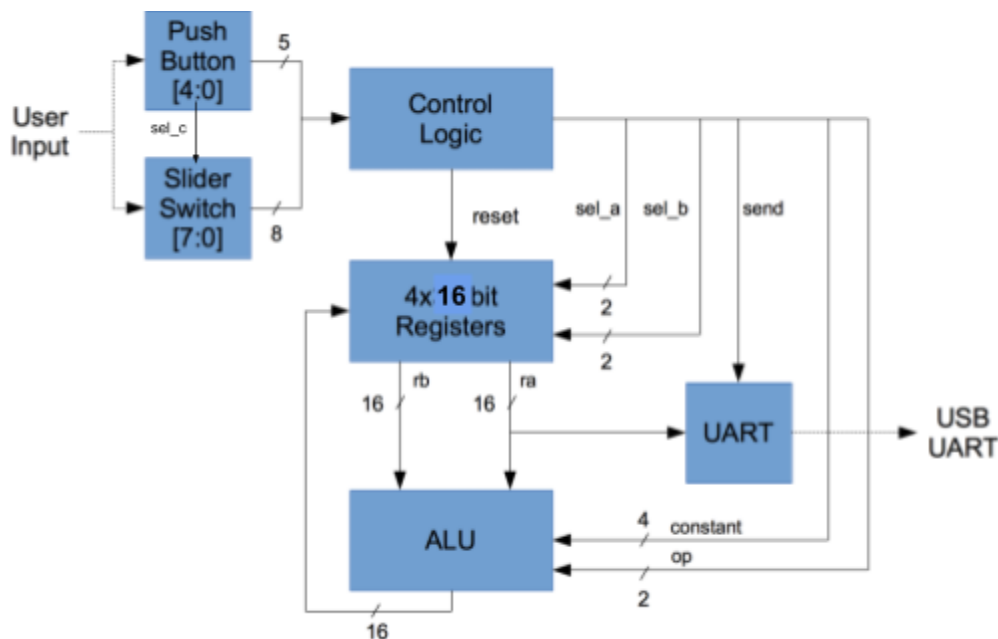 Push
Button
[4:0]
5
User
Input
sel_c
Slider
Switch
[7:0]
8
Control
Logic
reset
sel_a
sel_b
send
4x 16 bit
Registers
2
2
rb
ra
16
16
UART
USB
UART
ALU
4
constant
op
2
16